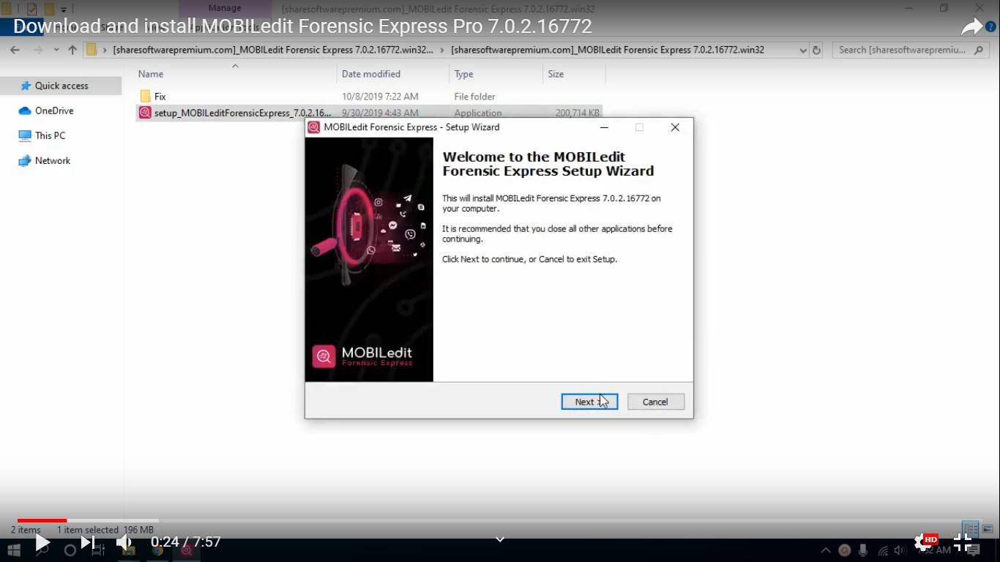 Manage
[sharesoftwarepremium.com]_MOBILedit Forensic Express 7.0.2.16772.win32
Download and install MOBILedit Forensic Express Pro 7.0.2.16772
[sharesoftwarepremium.com]_MOBILedit Forensic Express 7.0.2.16772.win32... > [sharesoftwarepremium.com]_MOBILedit Forensic Express 7.0.2.16772.win32
Search [sharesoftwarepremiu...
Name Date modified Type Size
Quick access
OneDrive
This PC
Network
Fix 10/8/2019 7:22 AM File folder
setup_MOBILeditForensicExpress_7.0.2.16... 9/30/2019 4:43 AM Application 200,714 KB
MOBILedit Forensic Express - Setup Wizard
Welcome to the MOBILedit
Forensic Express Setup Wizard
This will install MOBILedit Forensic Express 7.0.2.16772 on
your computer.
It is recommended that you close all other applications before
continuing.
Click Next to continue, or Cancel to exit Setup.
MOBILedit
Forensic Express
Next >
Cancel
2 items 1 item selected 196 MB
0:24 / 7:57
HD
AM